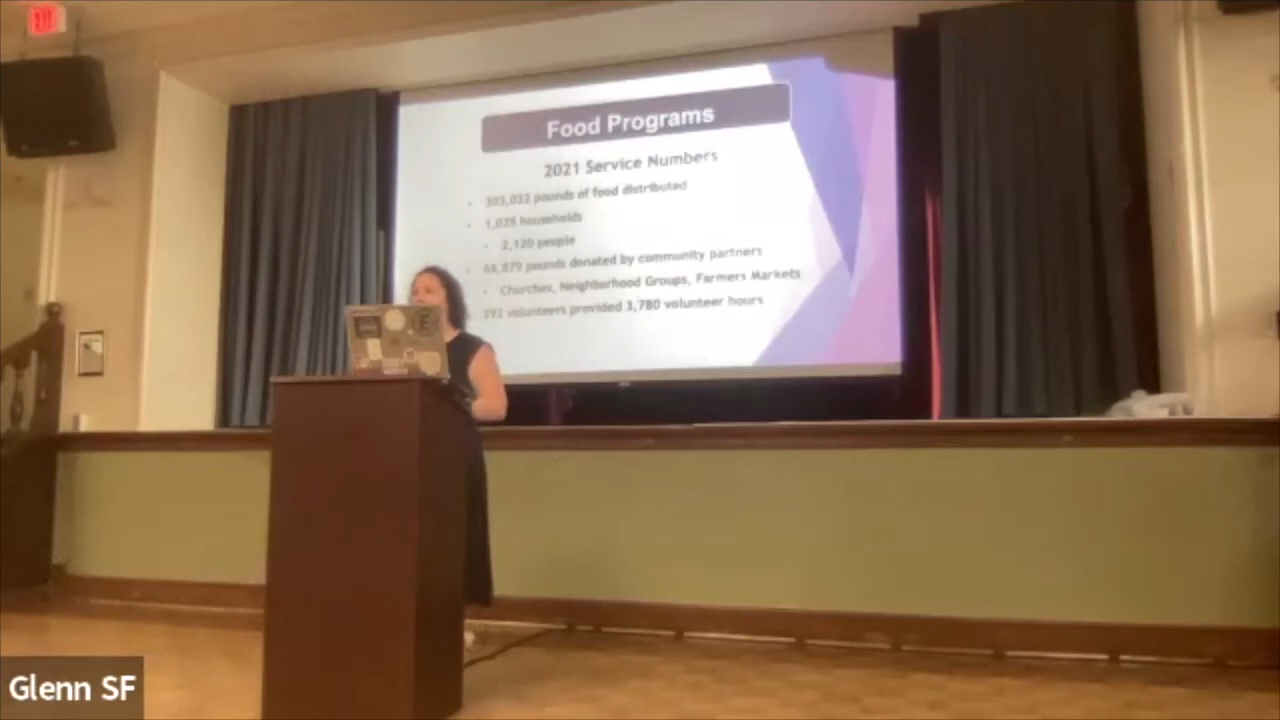 Food Programs
2021 Service Numbers
303,032 pounds of food distributed
1,035 households
2,120 people
68,879 pounds donated by community partners
Churches, Neighborhood Groups, Farmers Markets
volunteers provided 3,780 volunteer hours
Glenn SF